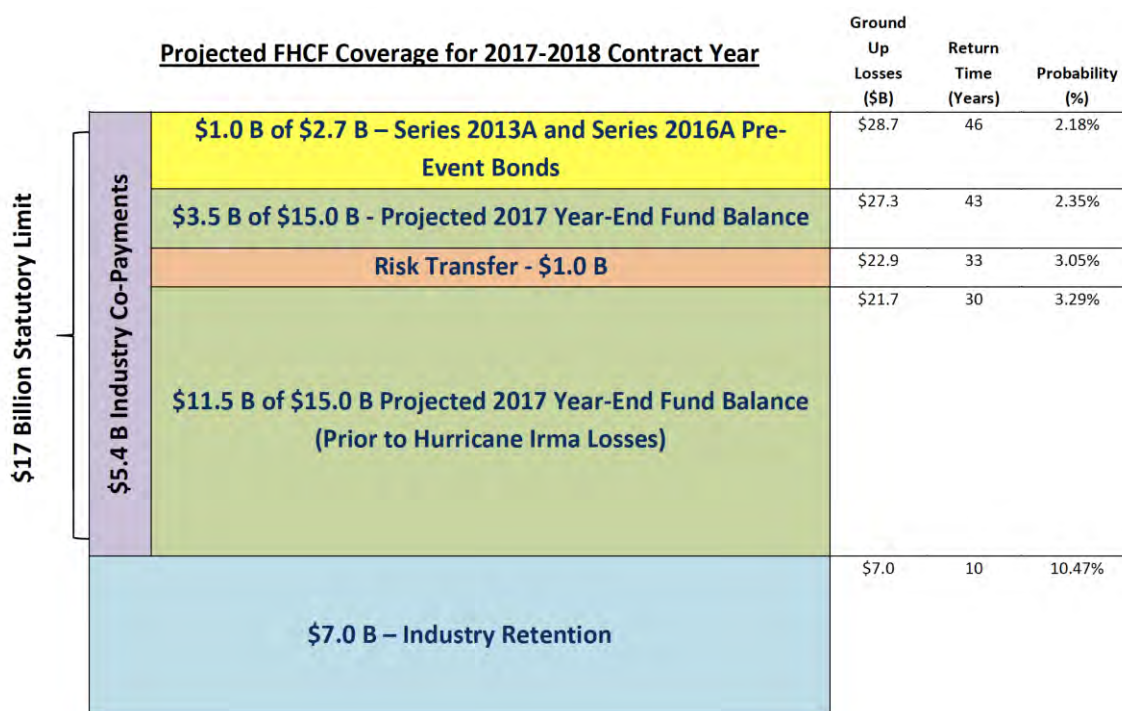 Projected FHCF Coverage for 2017-2018 Contract Year
Ground
Up
Losses
($B)
Return
Time
(Years)
Probability
(%)
$17 Billion Statutory Limit
$5.4 B Industry Co-Payments
$1.0 B of $2.7 B – Series 2013A and Series 2016A Pre-
Event Bonds
$28.7 46 2.18%
$3.5 B of $15.0 B - Projected 2017 Year-End Fund Balance
$27.3 43 2.35%
Risk Transfer - $1.0 B
$22.9 33 3.05%
$21.7 30 3.29%
$11.5 B of $15.0 B Projected 2017 Year-End Fund Balance
(Prior to Hurricane Irma Losses)
$7.0 10 10.47%
$7.0 B – Industry Retention